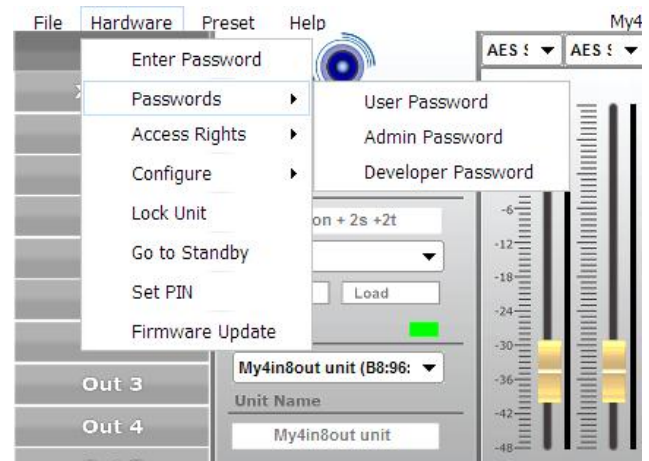 File Hardware Preset Help My4
AES AES
Enter Password
Passwords
User Password
Access Rights
Admin Password
Configure
Developer Password
Lock Unit
on + 2s +2t
Go to Standby
Set PIN
Load
Firmware Update
My4in8out unit (B8:96:
Out 3
Unit Name
Out 4
My4in8out unit
-6
-12
-18
-24
-30
-36
-42
-48